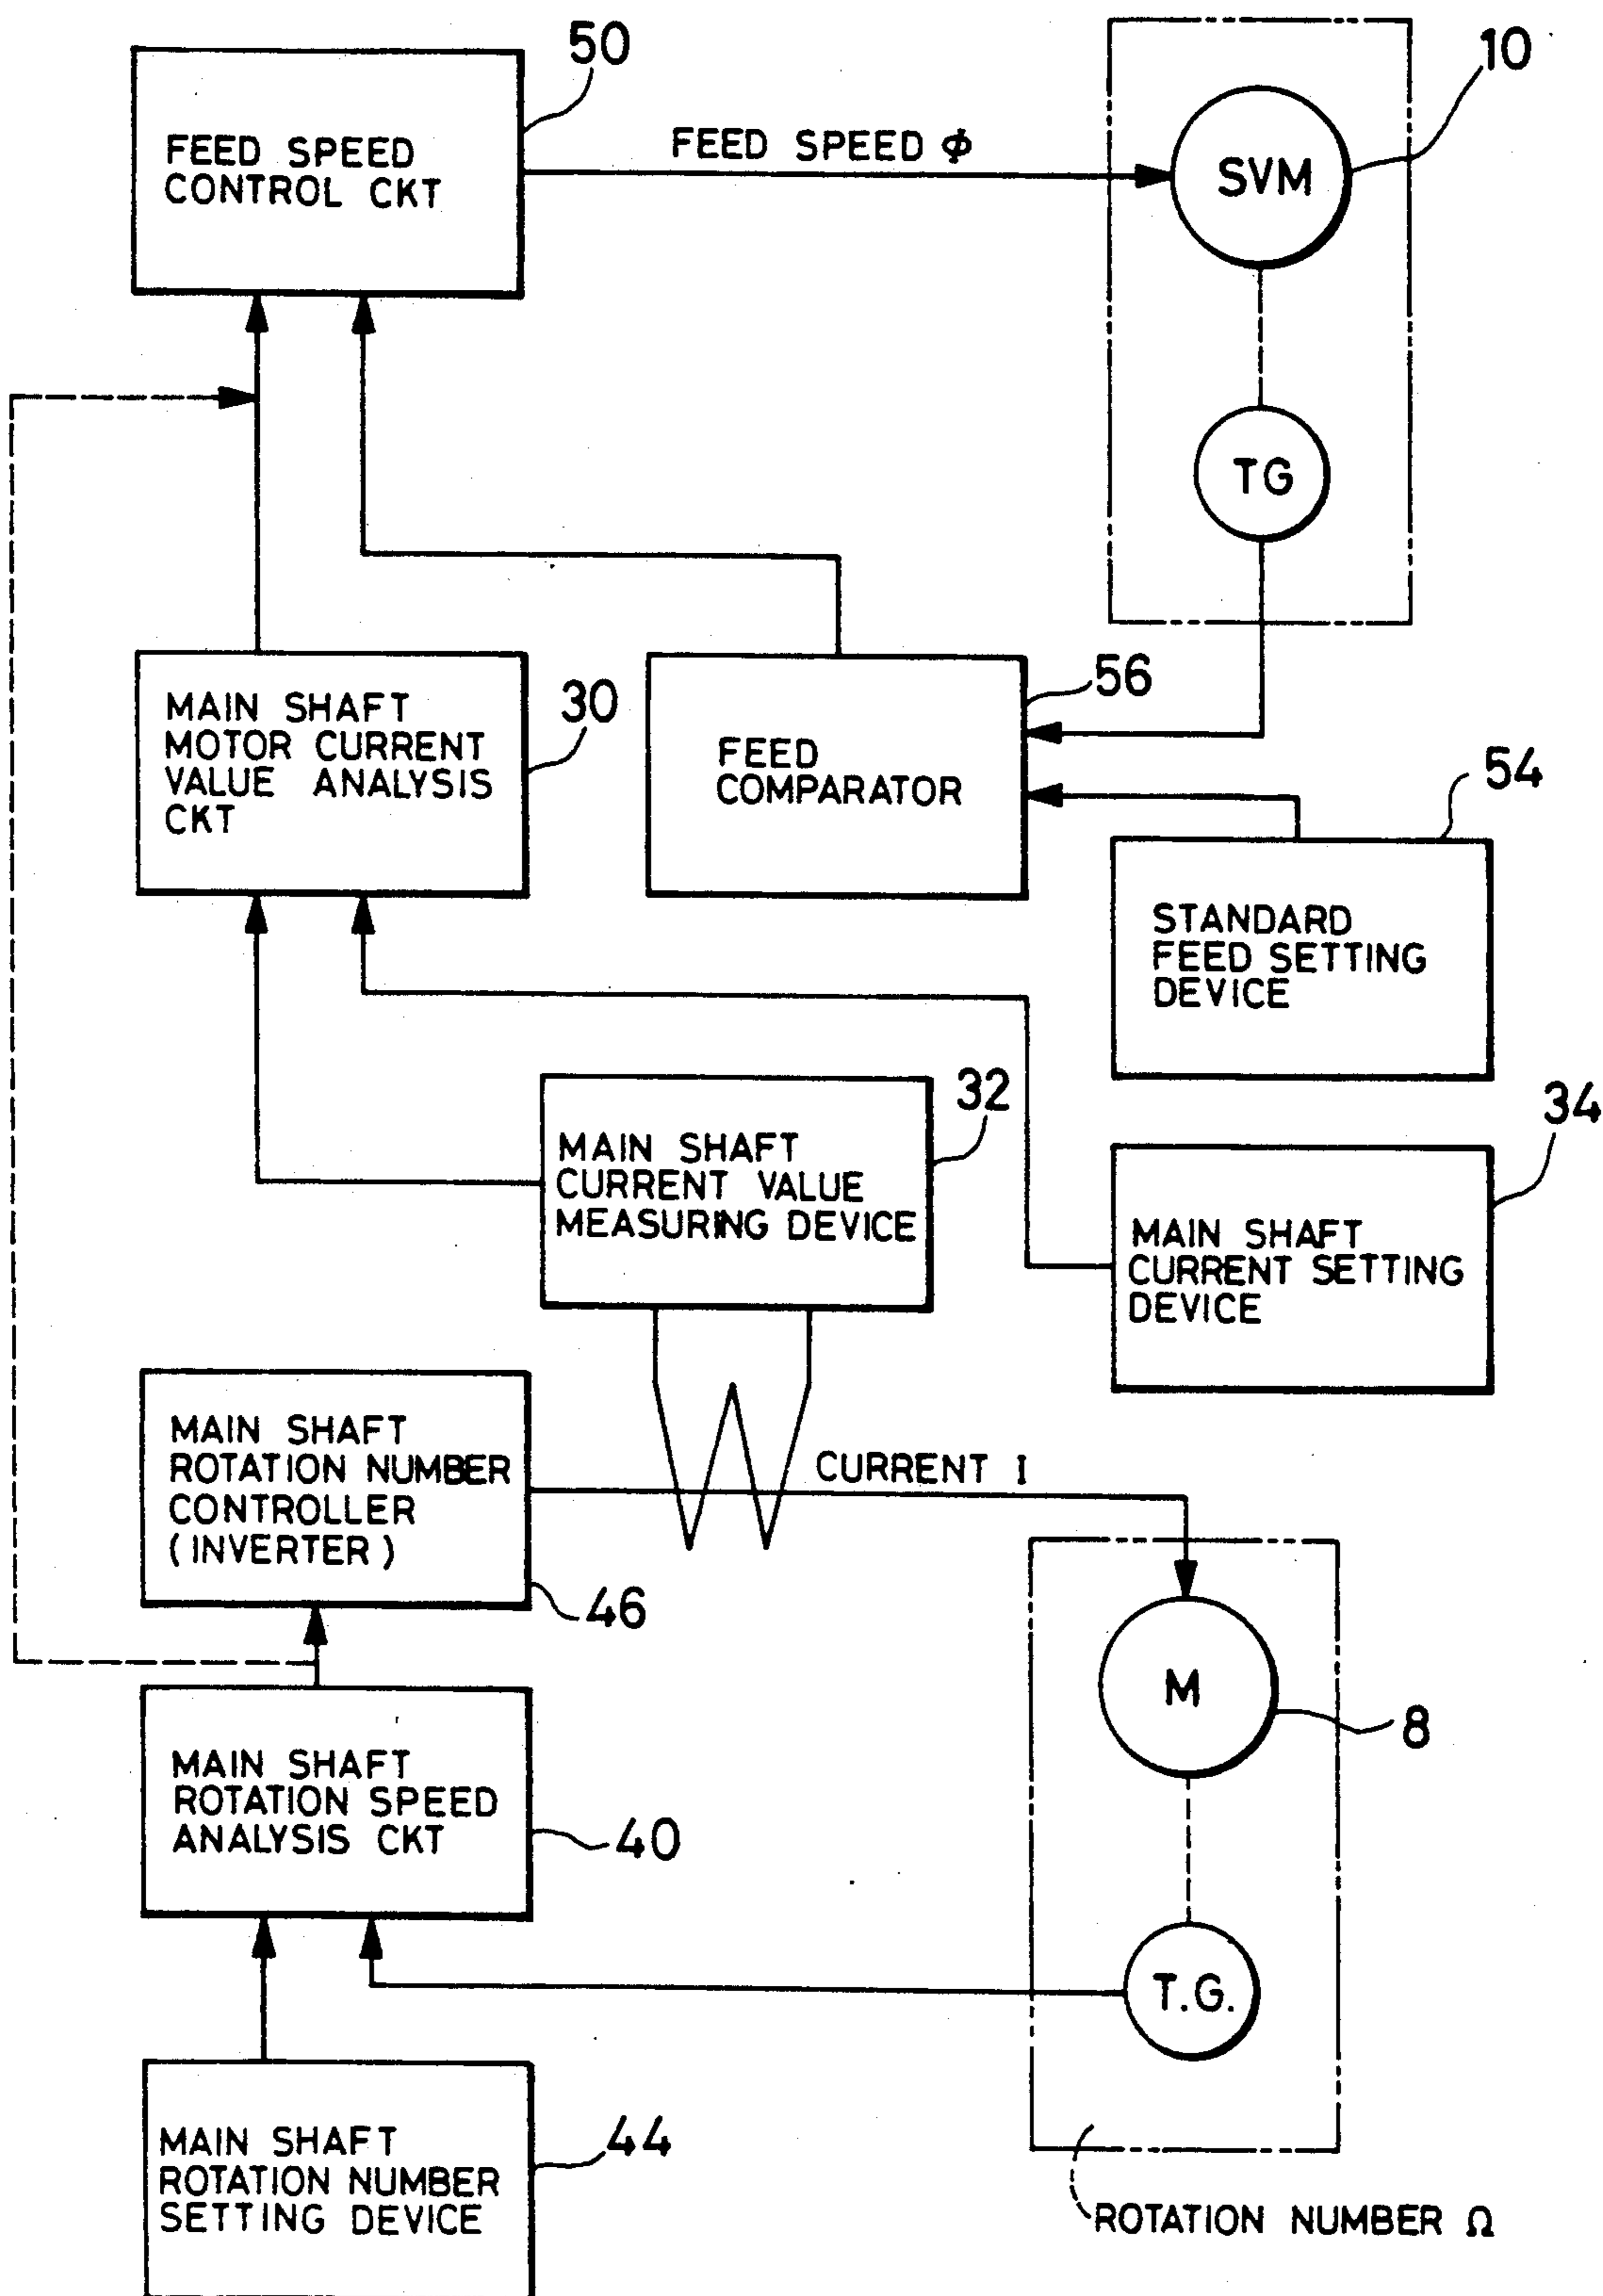 50
10
FEED SPEED
CONTROL CKT
FEED SPEED Φ
SVM
TG
56
MAIN SHAFT
MOTOR CURRENT
VALUE ANALYSIS
CKT
30
FEED
COMPARATOR
54
STANDARD
FEED SETTING
DEVICE
32
34
MAIN SHAFT
CURRENT VALUE
MEASURING DEVICE
MAIN SHAFT
CURRENT SETTING
DEVICE
MAIN SHAFT
ROTATION NUMBER
CONTROLLER
(INVERTER)
CURRENT I
46
M
8
MAIN SHAFT
ROTATION SPEED
ANALYSIS CKT
40
T.G.
MAIN SHAFT
ROTATION NUMBER
SETTING DEVICE
44
ROTATION NUMBER Ω